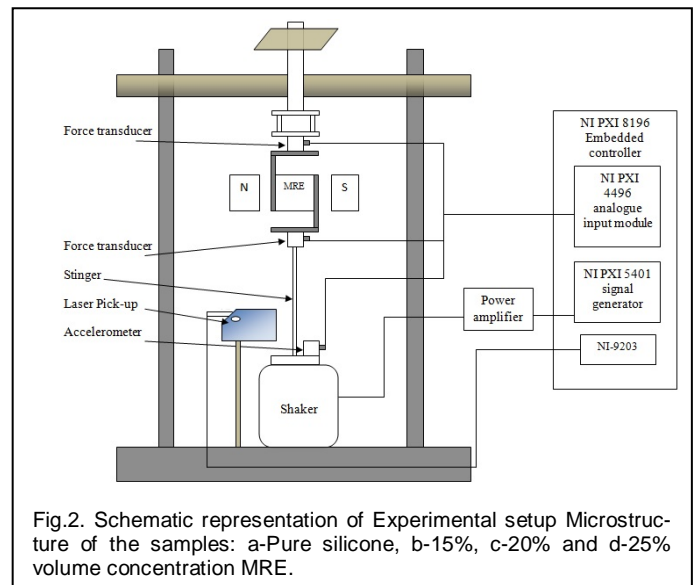 Force transducer
N
MRE
S
Force transducer
Stinger
Laser Pick-up
Accelerometer
Shaker
Power
amplifier
NI PXI 8196
Embedded
controller
NI PXI
4496
analogue
input module
NI PXI 5401
signal
generator
NI-9203
Fig.2. Schematic representation of Experimental setup Microstruc-
ture of the samples: a-Pure silicone, b-15%, c-20% and d-25%
volume concentration MRE.